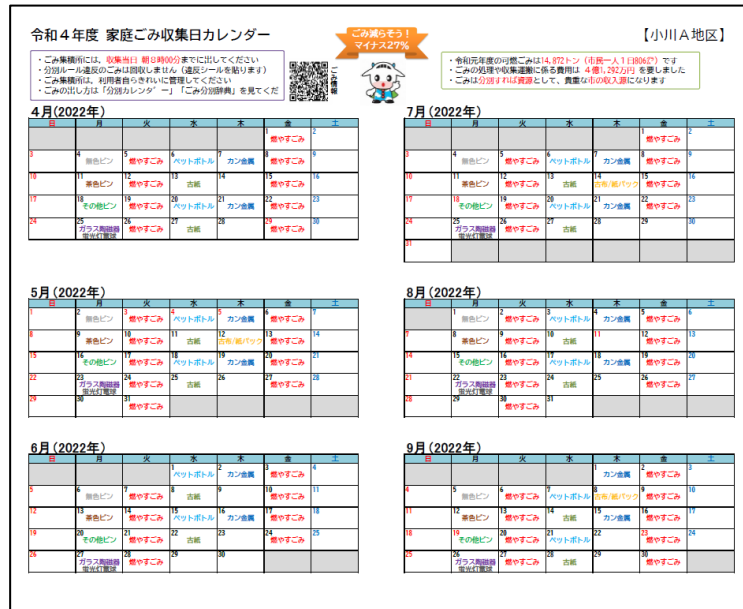 令和４年度 家庭ごみ収集日カレンダー
ごみ減らそう！
マイナス27%
【小川Ａ地区】
・ごみ集積所には、収集当日 朝８時00分までに出してください
・分別ルール違反のごみは回収しません（違反シールを貼ります）
・ごみ集積所は、利用者自らきれいに管理してください
・ごみの出し方は「分別カレンダ―」「ごみ分別辞典」を見てくだ
・令和元年度の可燃ごみは14,872トン（市民一人１日806㌘）です
・ごみの処理や収集運搬に係る費用は ４億1,292万円 を要しました
・ごみは分別すれば資源として、貴重な市の収入源になります
4月(2022年)
日 月 火 水 木 金 土
1 2
燃やすごみ
3 4 5 6 7 8 9
無色ビン 燃やすごみ ペットボトル カン金属 燃やすごみ
10 11 12 13 14 15 16
茶色ビン 燃やすごみ 古紙 燃やすごみ
17 18 19 20 21 22 23
その他ビン 燃やすごみ ペットボトル カン金属 燃やすごみ
24 25 26 27 28 29 30
ガラス陶磁器 燃やすごみ 古紙 燃やすごみ
蛍光灯電球
5月(2022年)
日 月 火 水 木 金 土
1 2 3 4 5 6 7
無色ビン 燃やすごみ ペットボトル カン金属 燃やすごみ
8 9 10 11 12 13 14
茶色ビン 燃やすごみ 古紙 古布/紙パック 燃やすごみ
15 16 17 18 19 20 21
その他ビン 燃やすごみ ペットボトル カン金属 燃やすごみ
22 23 24 25 26 27 28
ガラス陶磁器 燃やすごみ 古紙 燃やすごみ
蛍光灯電球
29 30 31
燃やすごみ
6月(2022年)
日 月 火 水 木 金 土
1 2 3 4
ペットボトル カン金属 燃やすごみ
5 6 7 8 9 10 11
無色ビン 燃やすごみ 古紙 燃やすごみ
12 13 14 15 16 17 18
茶色ビン 燃やすごみ ペットボトル カン金属 燃やすごみ
19 20 21 22 23 24 25
その他ビン 燃やすごみ 古紙 燃やすごみ
26 27 28 29 30
ガラス陶磁器 燃やすごみ
蛍光灯電球
7月(2022年)
日 月 火 水 木 金 土
1 2
燃やすごみ
3 4 5 6 7 8 9
無色ビン 燃やすごみ ペットボトル カン金属 燃やすごみ
10 11 12 13 14 15 16
茶色ビン 燃やすごみ 古紙 古布/紙パック 燃やすごみ
17 18 19 20 21 22 23
その他ビン 燃やすごみ ペットボトル カン金属 燃やすごみ
24 25 26 27 28 29 30
ガラス陶磁器 燃やすごみ 古紙
蛍光灯電球
31
8月(2022年)
日 月 火 水 木 金 土
1 2 3 4 5 6
無色ビン 燃やすごみ ペットボトル カン金属 燃やすごみ
7 8 9 10 11 12 13
茶色ビン 燃やすごみ 古紙 燃やすごみ
14 15 16 17 18 19 20
その他ビン 燃やすごみ ペットボトル カン金属 燃やすごみ
21 22 23 24 25 26 27
ガラス陶磁器 燃やすごみ 古紙 燃やすごみ
蛍光灯電球
28 29 30 31
燃やすごみ
9月(2022年)
日 月 火 水 木 金 土
1 2 3
カン金属 燃やすごみ
4 5 6 7 8 9 10
無色ビン 燃やすごみ ペットボトル 古布/紙パック 燃やすごみ
11 12 13 14 15 16 17
茶色ビン 燃やすごみ 古紙 カン金属 燃やすごみ
18 19 20 21 22 23 24
その他ビン 燃やすごみ ペットボトル 燃やすごみ
25 26 27 28 29 30
ガラス陶磁器 燃やすごみ 古紙 燃やすごみ
蛍光灯電球